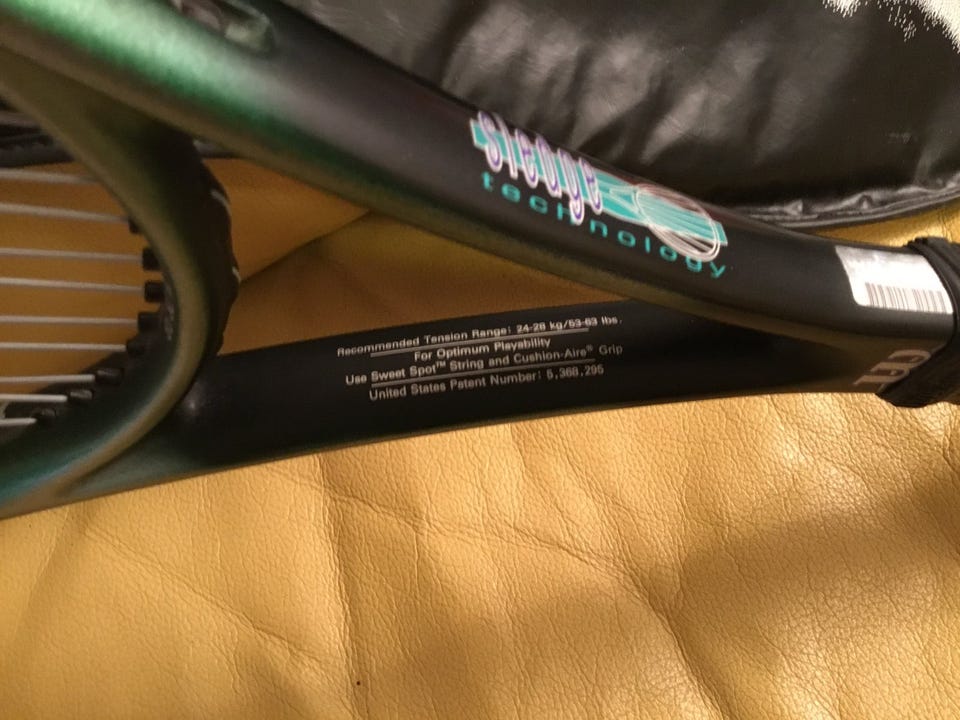 sledge
technology
Recommended Tension Range: 24-28 kg/53-63 lbs.
For Optimum Playability
Use Sweet Spot™ String and Cushion-Aire® Grip
United States Patent Number: 5,368,295